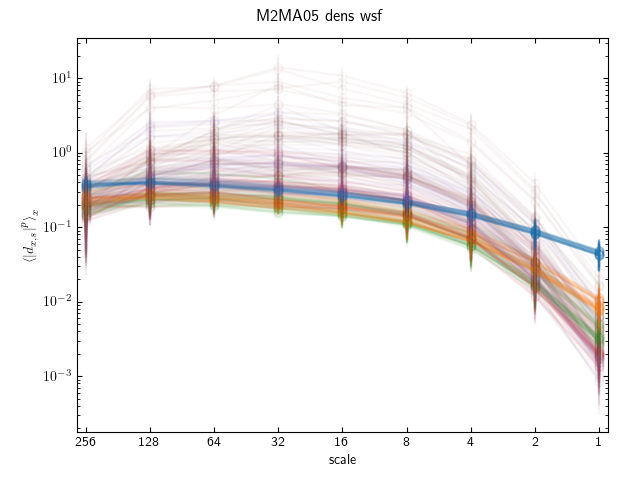 M2MA05 dens wsf
⟨|d_{x,s}|^p⟩_x
10^1
10^0
10^{-1}
10^{-2}
10^{-3}
256 128 64 32 16 8 4 2 1
scale